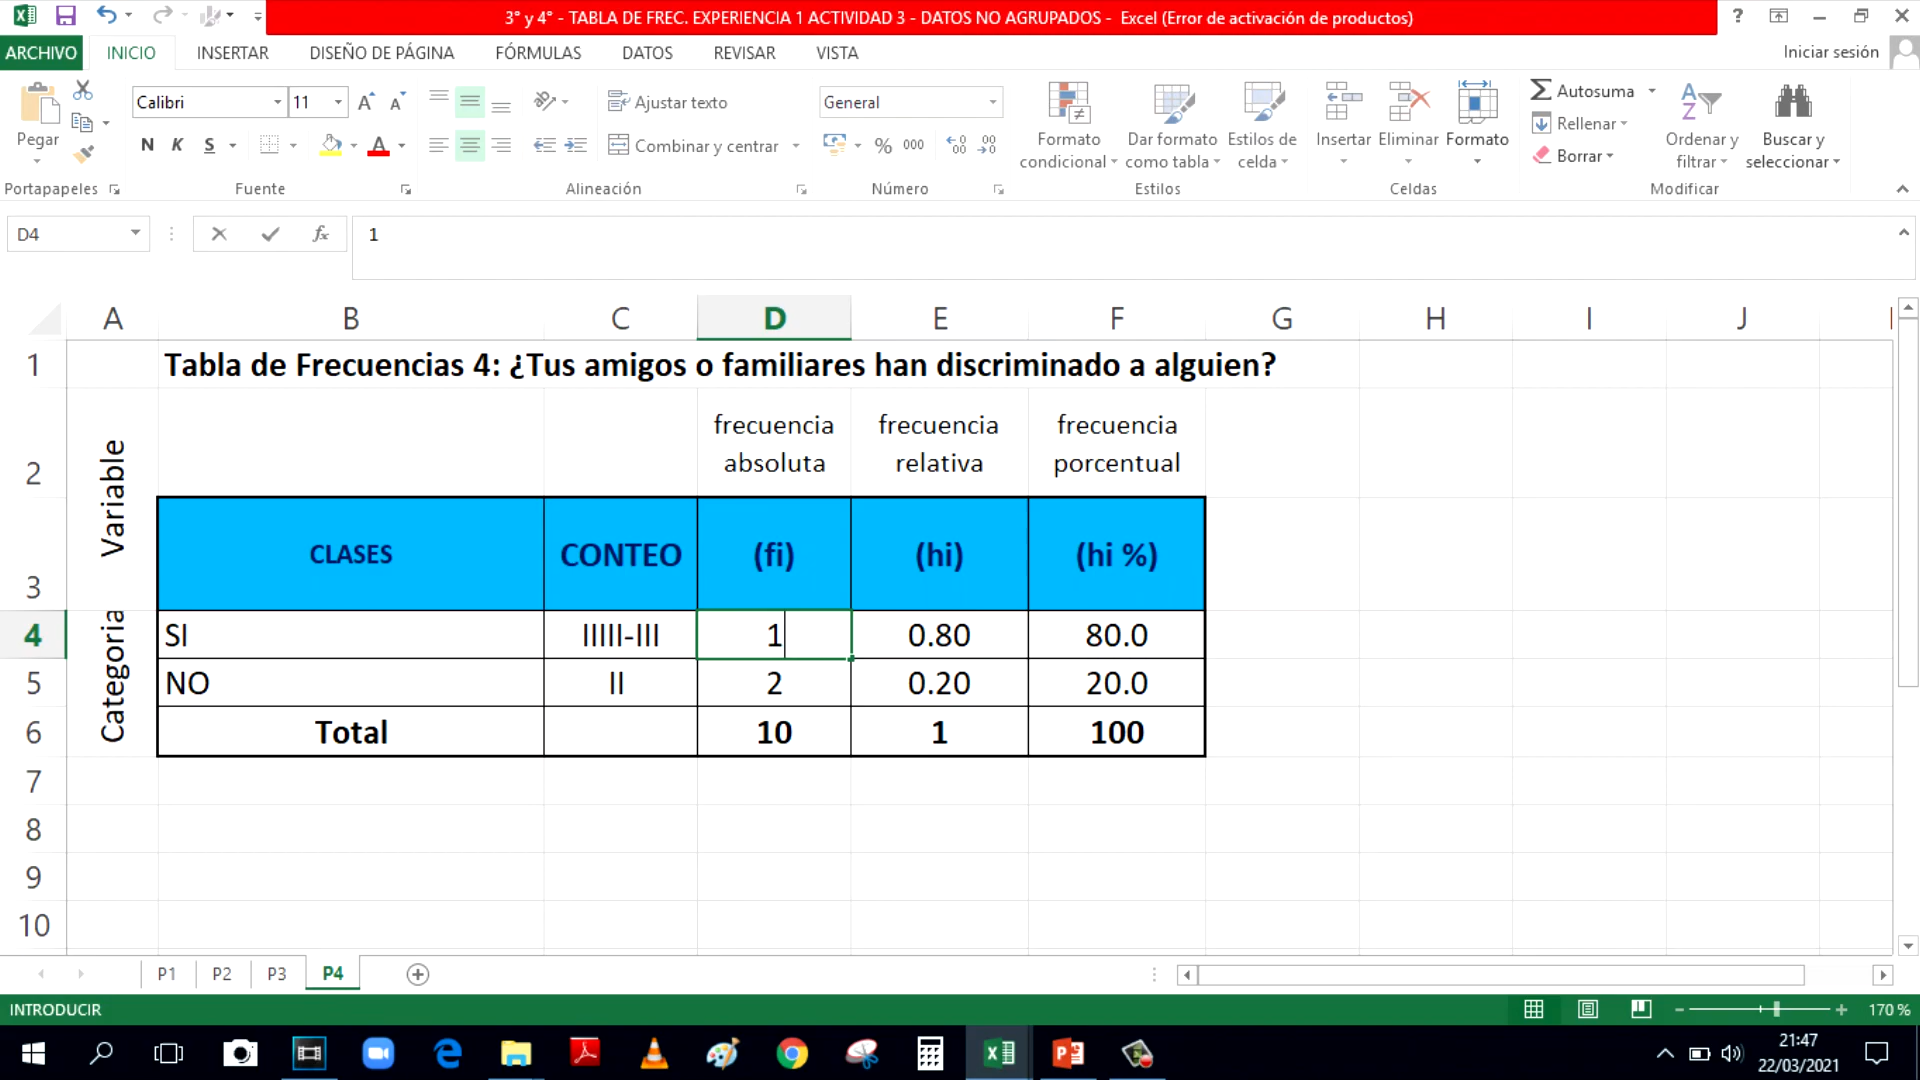 3° y 4° - TABLA DE FREC. EXPERIENCIA 1 ACTIVIDAD 3 - DATOS NO AGRUPADOS - Excel (Error de activación de productos)
ARCHIVO INICIO INSERTAR DISEÑO DE PÁGINA FÓRMULAS DATOS REVISAR VISTA Iniciar sesión
Calibri 11 Ajustar texto General Autosuma
Pegar Formato condicional Dar formato como tabla Estilos de celda Insertar Eliminar Formato Rellenar Ordenar y filtrar Buscar y seleccionar
N K S Combinar y centrar % 000 Borrar
Portapapeles Fuente Alineación Número Estilos Celdas Modificar
D4 fx 1
A B C D E F G H I J
1 Tabla de Frecuencias 4: ¿Tus amigos o familiares han discriminado a alguien?
2 Variable frecuencia absoluta frecuencia relativa frecuencia porcentual
3 CLASES CONTEO (fi) (hi) (hi %)
4 Categoria SI IIIII-III 1 0.80 80.0
5 NO II 2 0.20 20.0
6 Total 10 1 100
7
8
9
10
P1 P2 P3 P4
INTRODUCIR 170 %
21:47
22/03/2021